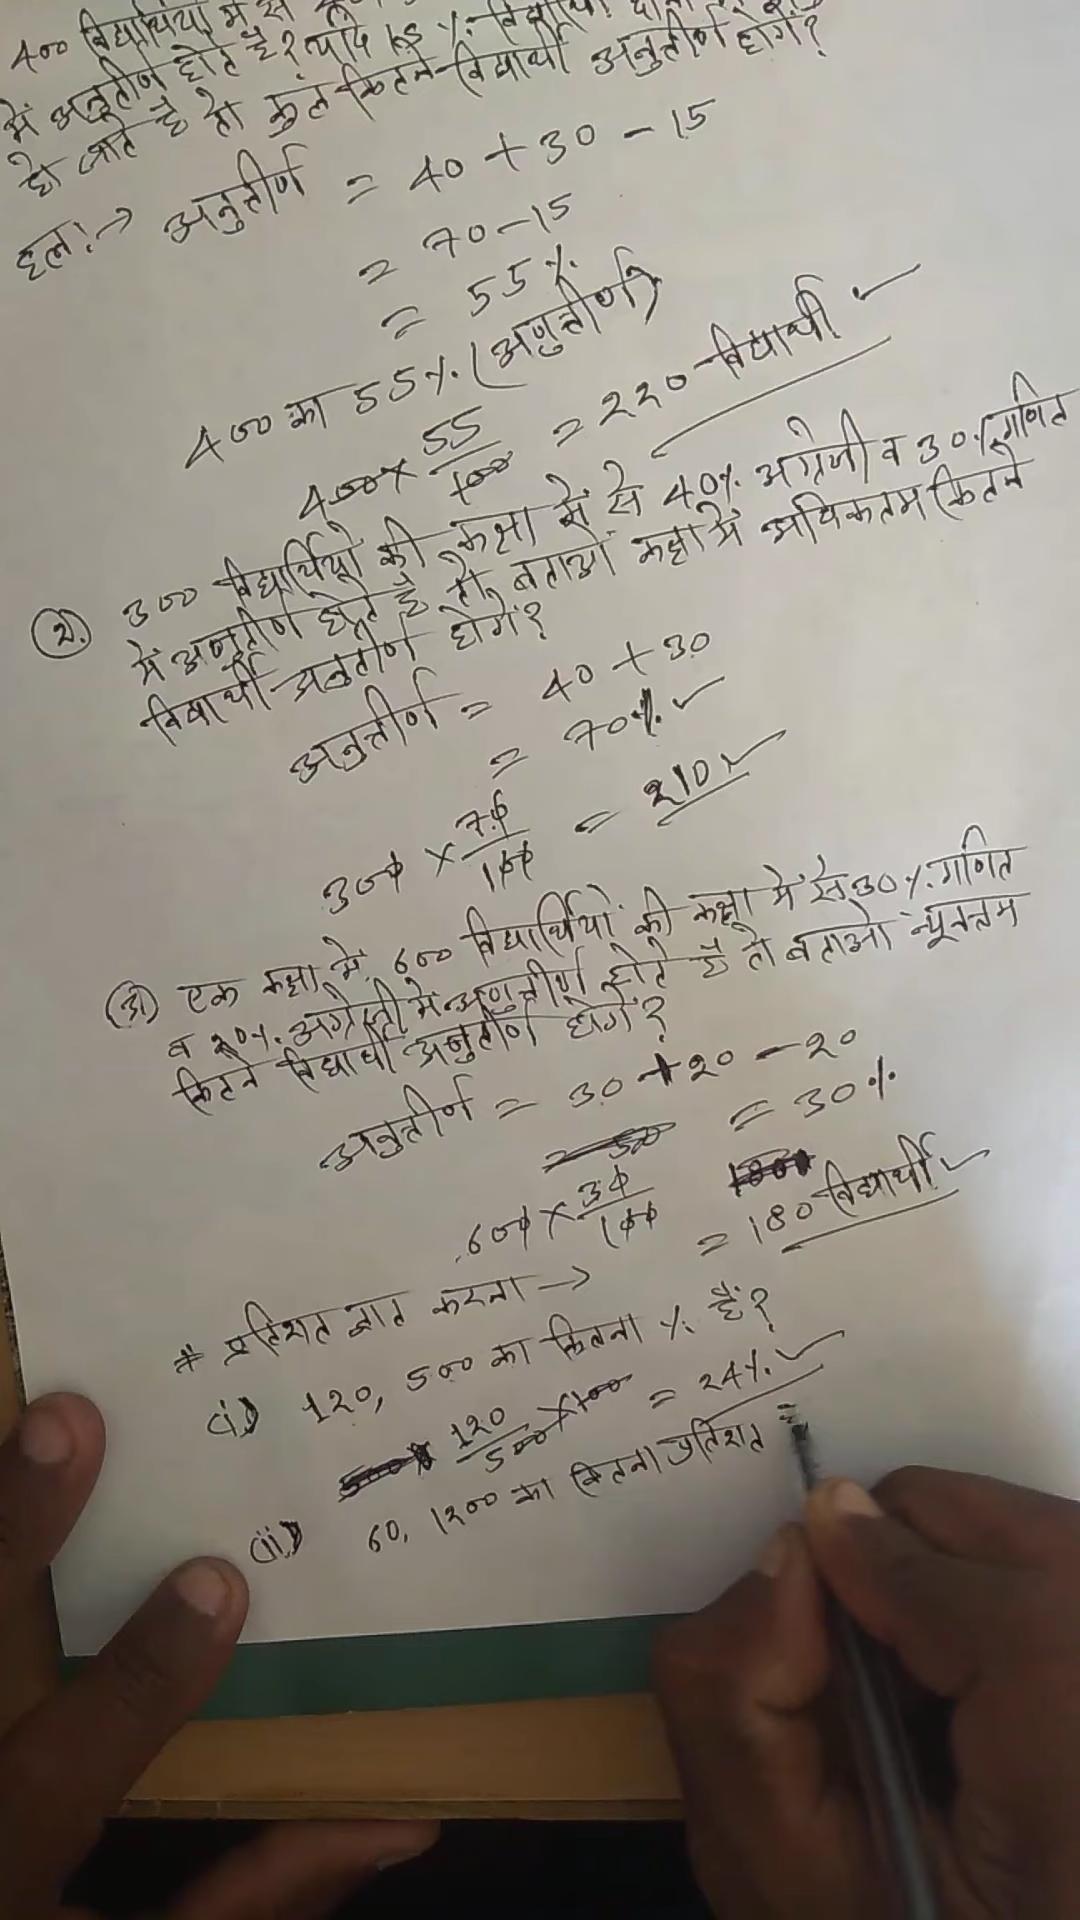 400 विद्यार्थियों में से
में अनुतीर्ण होते है? यदि 15 %. विद्यार्थी
हो जाते है तो कुल कितने विद्यार्थी अनुतीर्ण होगें?
हल:→ अनुतीर्ण = 40 + 30 - 15
= 70-15
= 55%.
400 का 55%. (अणुत्तीर्ण)
400 × 55/100 = 220 विद्यार्थी
(2.) 300 विद्यार्थियों की कक्षा में से 40%. अंग्रेजी व 30% गणित
में अनुतीर्ण होते है तो बताओ कक्षा में अधिकतम कितने
विद्यार्थी अनुतीर्ण होगें?
अनुत्तीर्ण = 40 + 30
= 70%.
300 × 70/100 = 210
(3) एक कक्षा में 600 विद्यार्थियों की कक्षा में से 30%. गणित
व 20%. अंग्रेजी में अणुत्तीर्ण होते है तो बताओ न्यूनतम
कितने विद्यार्थी अनुतीर्ण होगें?
अनुत्तीर्ण = 30 + 20 - 20
= 30%
600 × 30/100 = 180 विद्यार्थी
* प्रतिशत ज्ञात करना →
(i) 120, 500 का कितना %. हैं?
120/500 × 100 = 24%.
(ii) 60, 1200 का कितना प्रतिशत